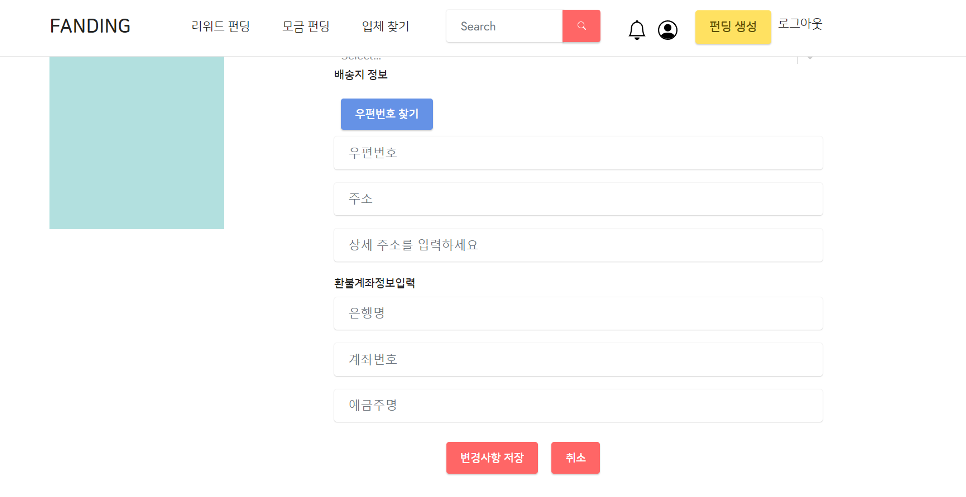 FANDING
리워드 펀딩
모금 펀딩
입체 찾기
Search
펀딩 생성
로그아웃
Select...
배송지 정보
우편번호 찾기
우편번호
주소
상세 주소를 입력하세요
환불계좌정보입력
은행명
계좌번호
애금주명
변경사항 저장
취소